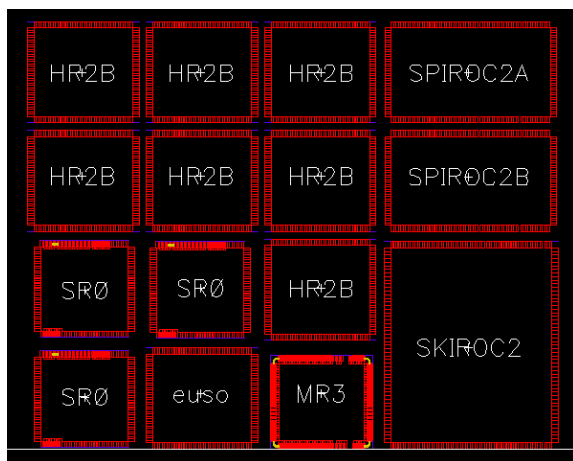 HR2B HR2B HR2B SPIROC2A
HR2B HR2B HR2B SPIROC2B
SRØ SRØ HR2B
SKIROC2
SRØ euso MR3